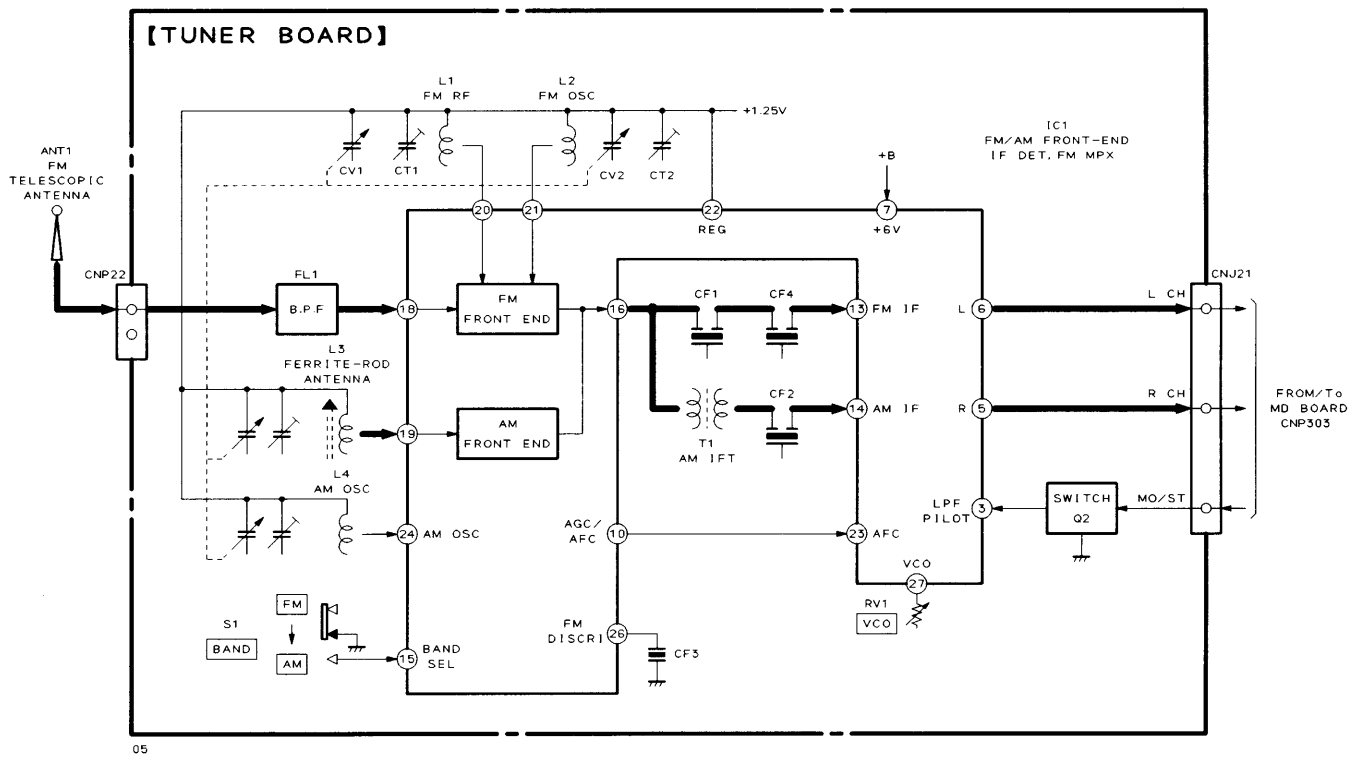 【TUNER BOARD】
L1
FM RF
L2
FM OSC
+1.25V
IC1
FM/AM FRONT-END
IF DET, FM MPX
ANT1
FM
TELESCOPIC
ANTENNA
CV1
CT1
CV2
CT2
+B
20
21
22
REG
7
+6V
CNP22
FL1
B.P.F
18
FM
FRONT END
16
CF1
CF4
13
FM IF
L
6
L CH
CNJ21
L3
FERRITE-ROD
ANTENNA
19
AM
FRONT END
T1
AM IFT
CF2
14
AM IF
R
5
R CH
FROM/To
MD BOARD
CNP303
L4
AM OSC
24
AM OSC
AGC/
AFC
10
23
AFC
LPF
PILOT
3
SWITCH
Q2
MO/ST
VCO
27
RV1
VCO
S1
BAND
FM
AM
15
BAND
SEL
FM
DISCRI
26
CF3
05